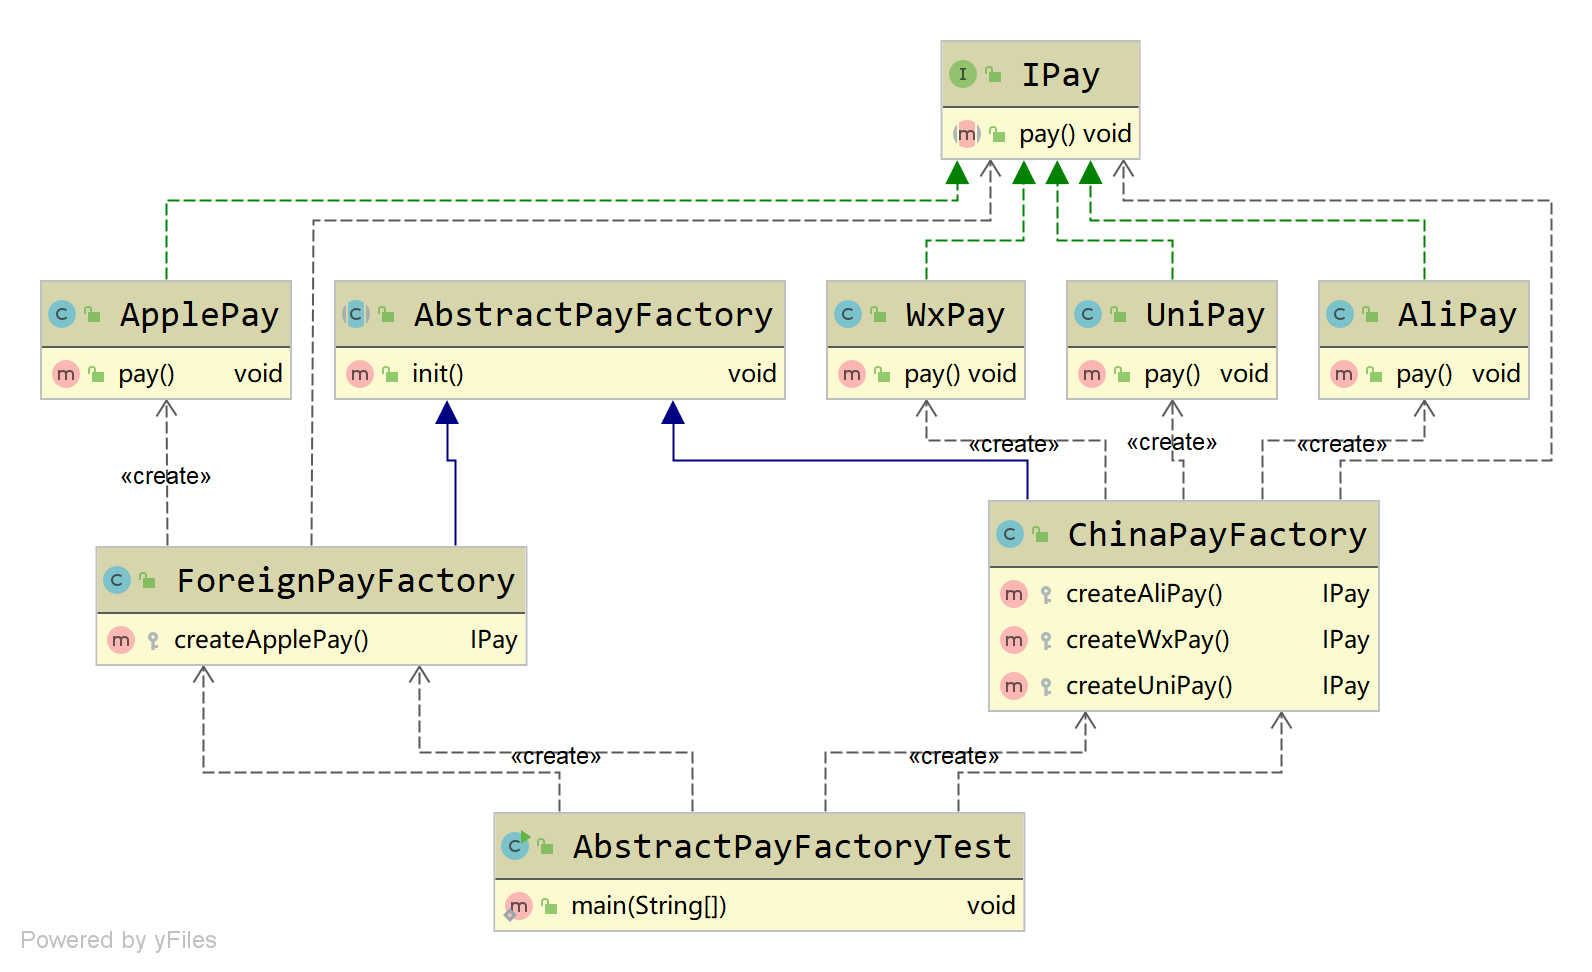 IPay
pay() void
ApplePay
pay() void
AbstractPayFactory
init() void
WxPay
pay() void
UniPay
pay() void
AliPay
pay() void
«create»
«create»
«create»
«create»
ForeignPayFactory
createApplePay() IPay
ChinaPayFactory
createAliPay() IPay
createWxPay() IPay
createUniPay() IPay
«create»
«create»
AbstractPayFactoryTest
main(String[]) void
Powered by yFiles